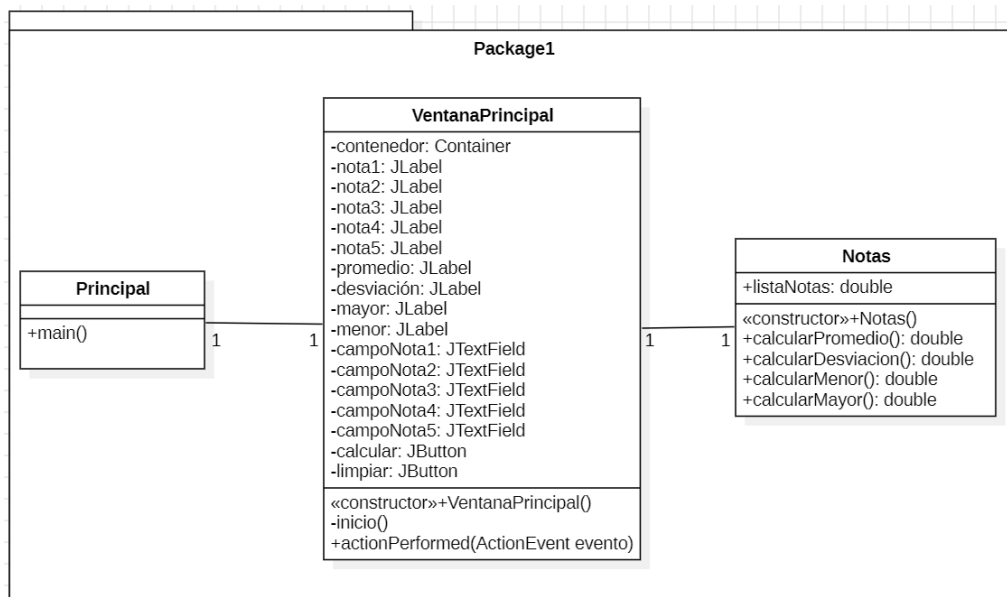 Package1
Principal
+main()
1
1
VentanaPrincipal
-contenedor: Container
-nota1: JLabel
-nota2: JLabel
-nota3: JLabel
-nota4: JLabel
-nota5: JLabel
-promedio: JLabel
-desviación: JLabel
-mayor: JLabel
-menor: JLabel
-campoNota1: JTextField
-campoNota2: JTextField
-campoNota3: JTextField
-campoNota4: JTextField
-campoNota5: JTextField
-calcular: JButton
-limpiar: JButton
«constructor»+VentanaPrincipal()
-inicio()
+actionPerformed(ActionEvent evento)
1
1
Notas
+listaNotas: double
«constructor»+Notas()
+calcularPromedio(): double
+calcularDesviacion(): double
+calcularMenor(): double
+calcularMayor(): double